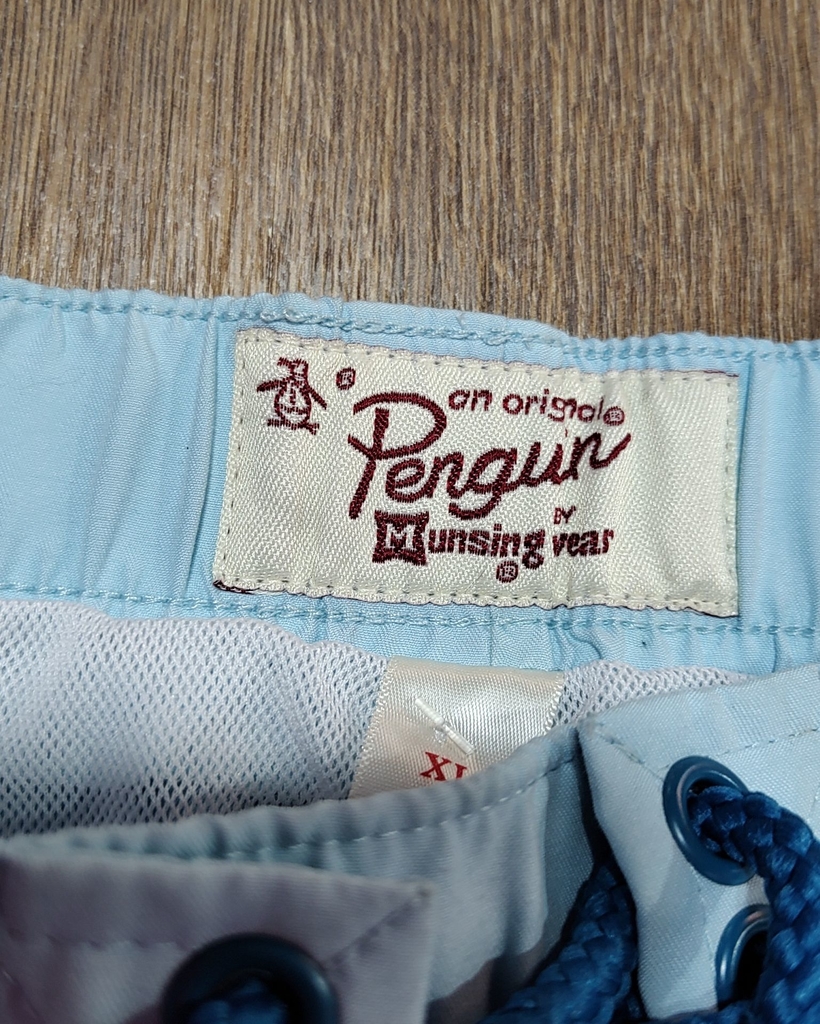 an original®
Penguin
BY
Munsingwear
®
XL